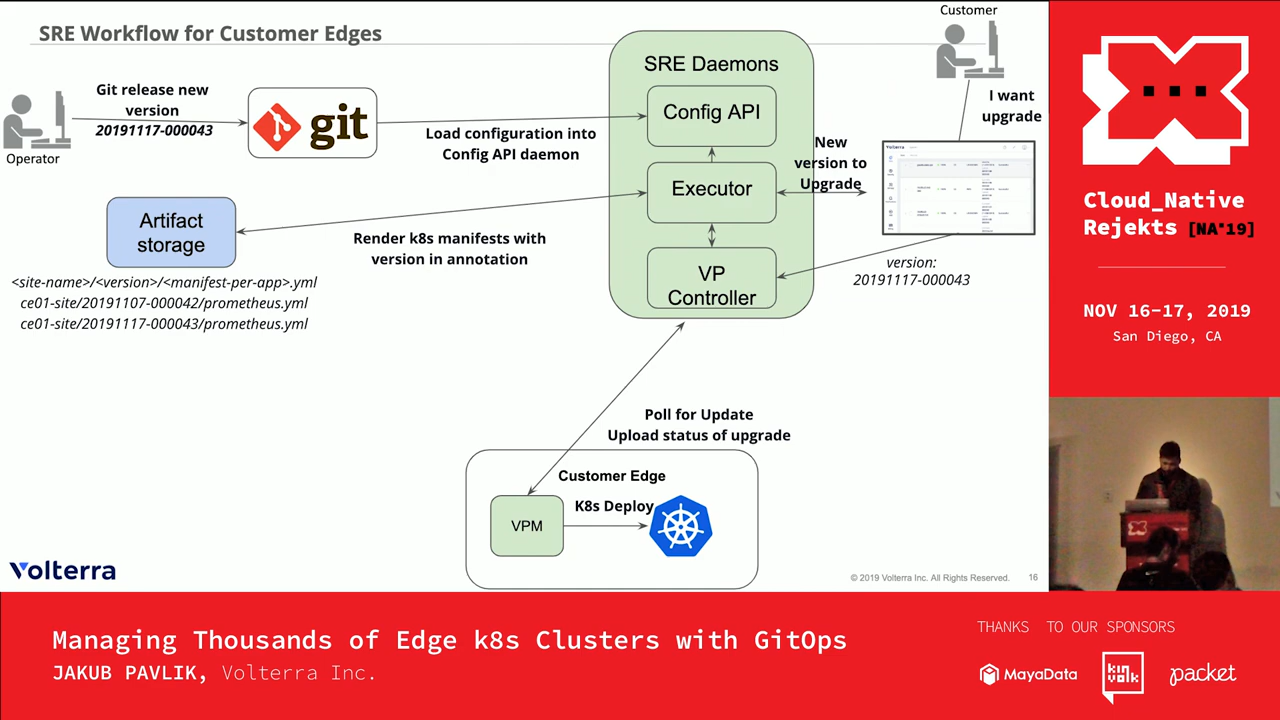 SRE Workflow for Customer Edges
Customer
Git release new
version
20191117-000043
Operator
git
Load configuration into
Config API daemon
SRE Daemons
Config API
Executor
VP
Controller
New
version to
Upgrade
I want
upgrade
Volterra
version:
20191117-000043
Artifact
storage
Render k8s manifests with
version in annotation
<site-name>/<version>/<manifest-per-app>.yml
ce01-site/20191107-000042/prometheus.yml
ce01-site/20191117-000043/prometheus.yml
Poll for Update
Upload status of upgrade
Customer Edge
K8s Deploy
VPM
Volterra
© 2019 Volterra Inc. All Rights Reserved.
16
Cloud_Native
Rejekts [NA*19]
NOV 16-17, 2019
San Diego, CA
Managing Thousands of Edge k8s Clusters with GitOps
JAKUB PAVLIK, Volterra Inc.
THANKS TO OUR SPONSORS
MayaData
kin
volk
packet